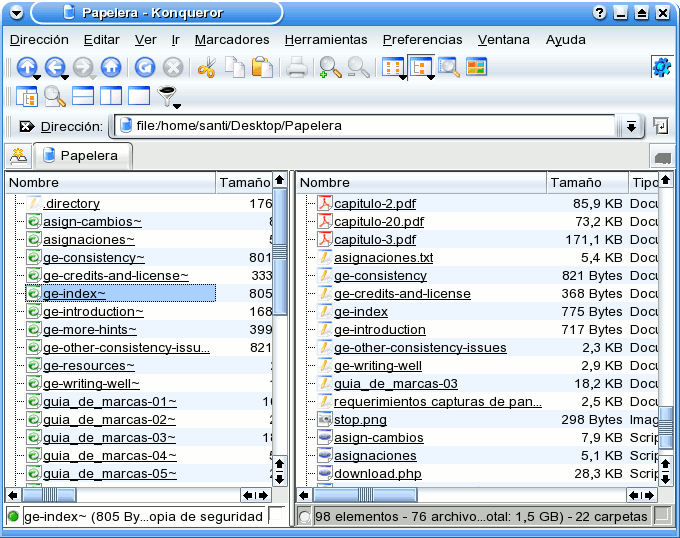 Papelera - Konqueror
Dirección Editar Ver Ir Marcadores Herramientas Preferencias Ventana Ayuda
Dirección: file:/home/santi/Desktop/Papelera
Papelera
Nombre Tamaño
.directory 176
asign-cambios~
asignaciones~
ge-consistency~ 801
ge-credits-and-license~ 333
ge-index~ 805
ge-introduction~ 168
ge-more-hints~ 399
ge-other-consistency-issu... 821
ge-resources~
ge-writing-well~
guia_de_marcas-01~
guia_de_marcas-02~
guia_de_marcas-03~
guia_de_marcas-04~
guia_de_marcas-05~
ge-index~ (805 By...opia de seguridad
Nombre Tamaño Tipo
capitulo-2.pdf 85,9 KB Docu
capitulo-20.pdf 73,2 KB Docu
capitulo-3.pdf 171,1 KB Docu
asignaciones.txt 5,4 KB Docu
ge-consistency 821 Bytes Docu
ge-credits-and-license 368 Bytes Docu
ge-index 775 Bytes Docu
ge-introduction 717 Bytes Docu
ge-other-consistency-issues 2,3 KB Docu
ge-writing-well 2,9 KB Docu
guia_de_marcas-03 18,2 KB Docu
requerimientos capturas de pan... 2,5 KB Docu
stop.png 298 Bytes Imag
asign-cambios 7,9 KB Scrip
asignaciones 5,1 KB Scrip
download.php 28,3 KB Scrip
98 elementos - 76 archivo...otal: 1,5 GB) - 22 carpetas